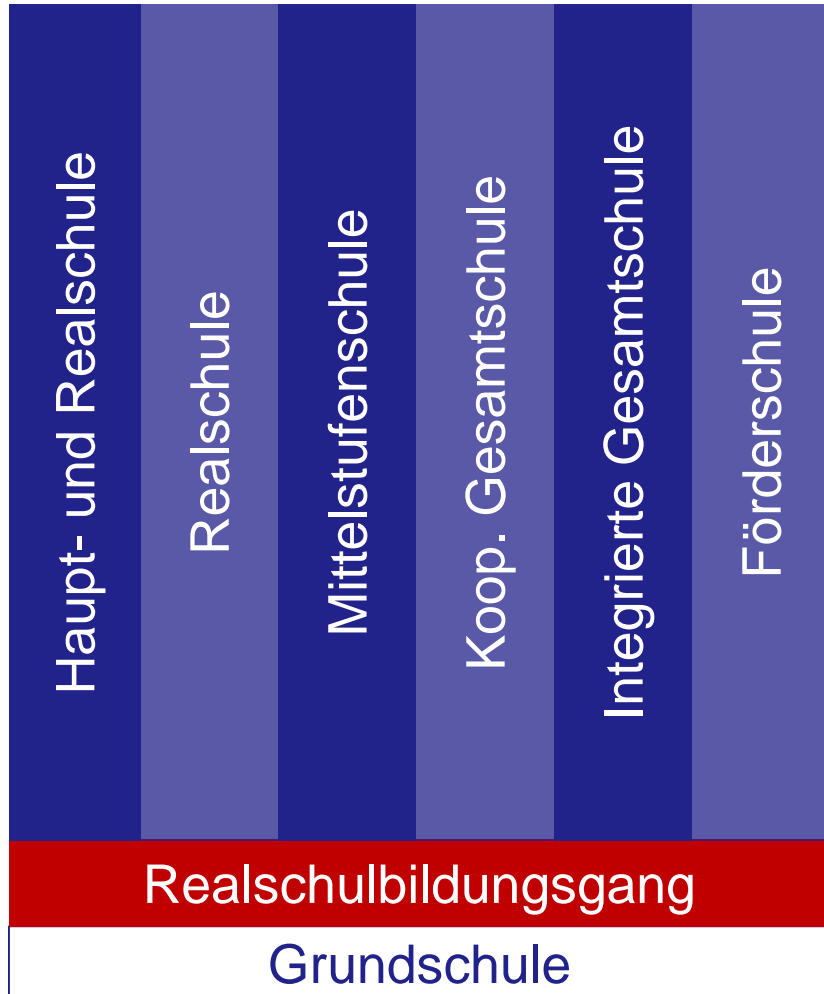 Haupt- und Realschule
Realschule
Mittelstufenschule
Koop. Gesamtschule
Integrierte Gesamtschule
Förderschule
Realschulbildungsgang
Grundschule